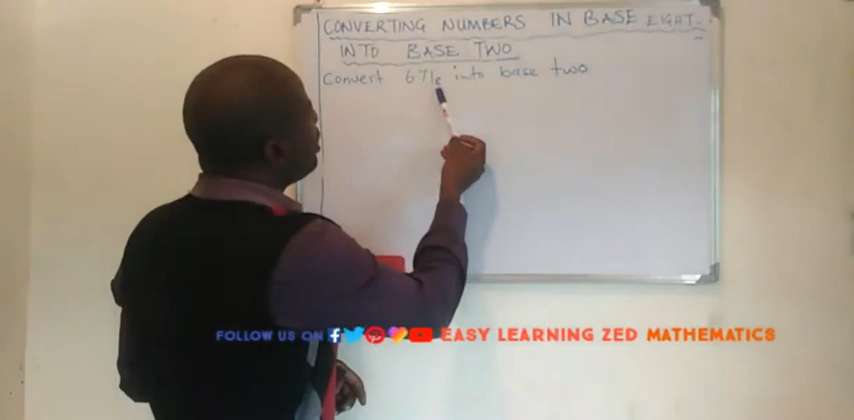 CONVERTING NUMBERS IN BASE EIGHT
INTO BASE TWO
Convert 671₈ into base two
FOLLOW US ON EASY LEARNING ZED MATHEMATICS